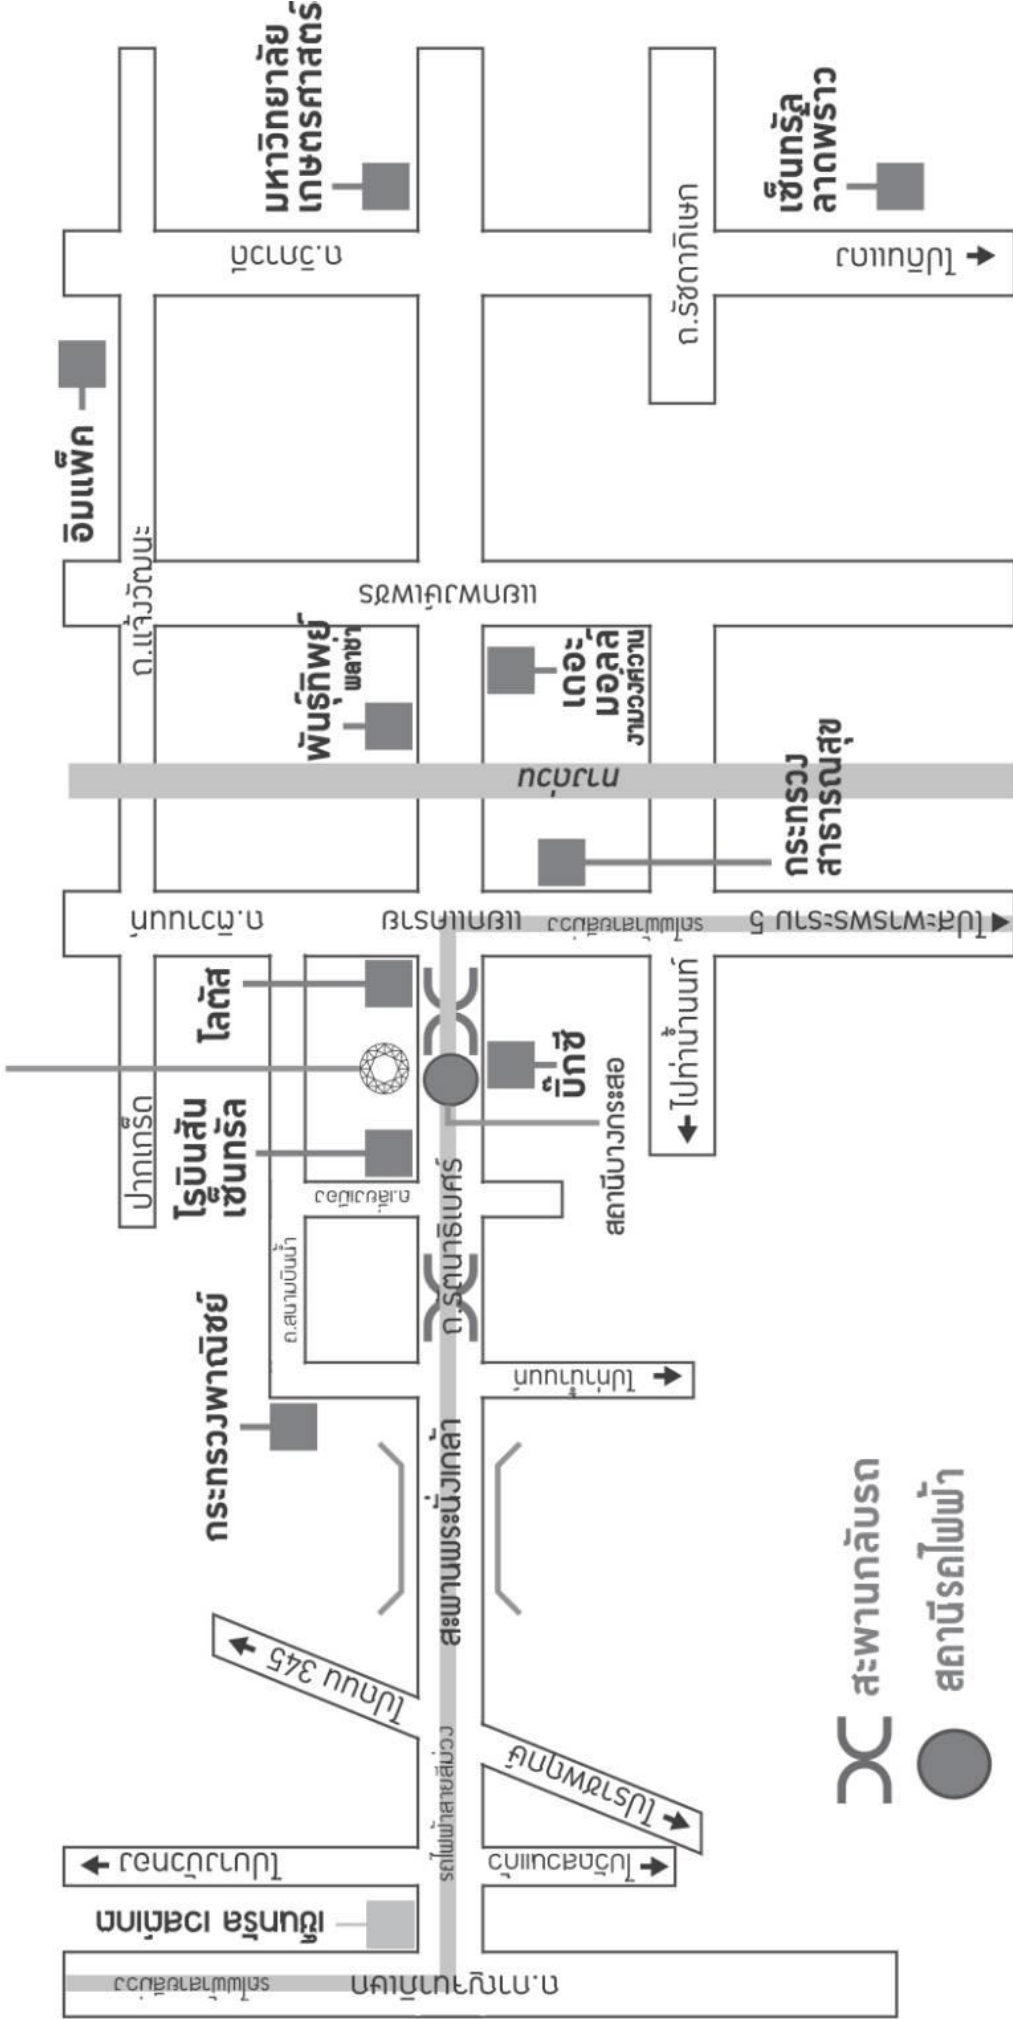 มหาวิทยาลัย
เกษตรศาสตร์
เซ็นทรัล
ลาดพร้าว
ถ.วิภาวดี
ถ.รัชดาภิเษก
ไปดินแดง
อิมแพ็ค
ถ.แจ้งวัฒนะ
แยกพงษ์เพชร
พันธุ์ทิพย์
พลาซ่า
เดอะ
มอลล์
งามวงศ์วาน
ทางด่วน
กระทรวง
สาธารณสุข
ถ.ติวานนท์
แยกแคราย
รถไฟฟ้าสายสีม่วง
ไปสะพาะพระราม 5
โลตัส
บิ๊กซี
ไปท่าน้ำนนท์
ปากเกร็ด
โรบินสัน
เซ็นทรัล
ถ.เลี่ยงเมือง
สถานีบางกระสอ
ถ.รัตนาธิเบศร์
ถ.สนามบินน้ำ
กระทรวงพาณิชย์
ไปท่าน้ำนนท์
สะพานพระนั่งเกล้า
ไปถนน 345
ไปราชพฤกษ์
รถไฟฟ้าสายสีม่วง
ไปบางบัวทอง
ไปวัดสวนแก้ว
เซ็นทรัล เวสต์เกต
รถไฟฟ้าสายสีม่วง
ถ.กาญจนาภิเษก
สะพานกลับรถ
สถานีรถไฟฟ้า